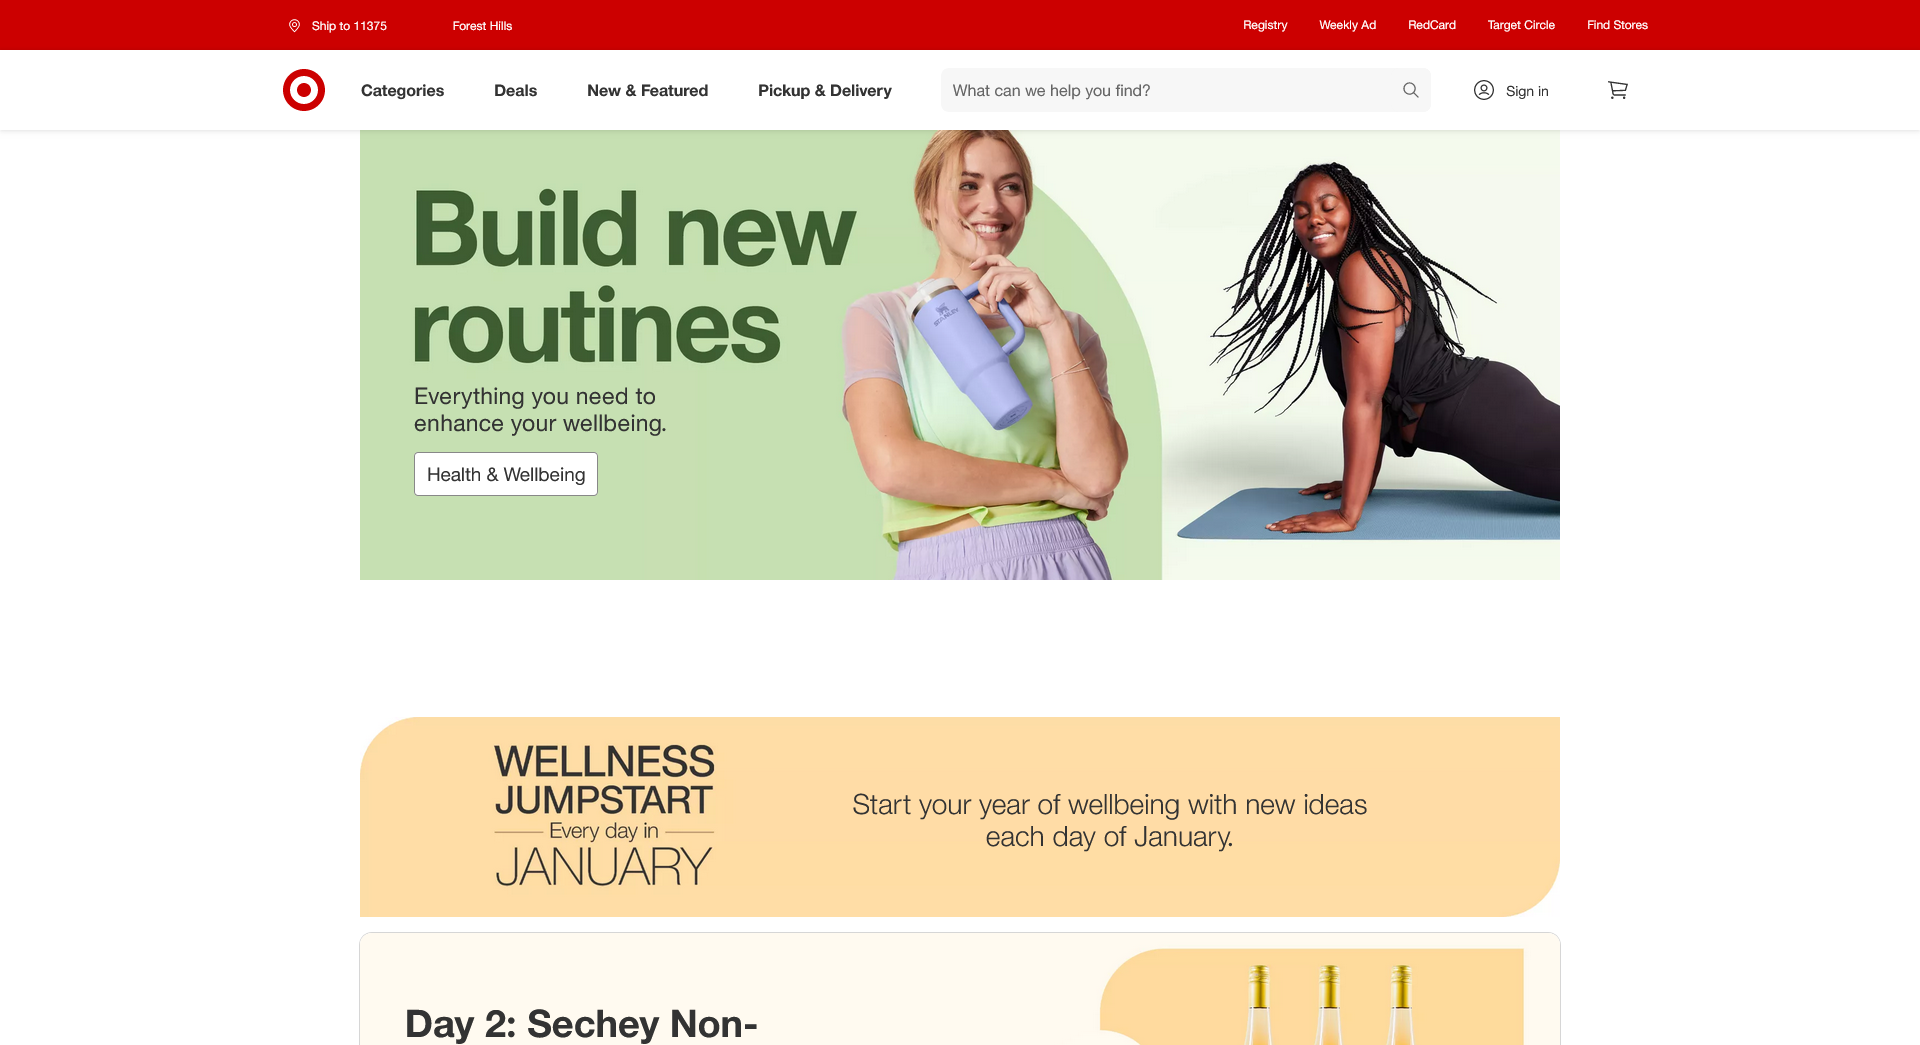 Ship to 11375
Forest Hills
Registry
Weekly Ad
RedCard
Target Circle
Find Stores
Categories
Deals
New & Featured
Pickup & Delivery
What can we help you find?
Sign in
Build new
routines
Everything you need to
enhance your wellbeing.
Health & Wellbeing
STANLEY
WELLNESS
JUMPSTART
Every day in
JANUARY
Start your year of wellbeing with new ideas
each day of January.
Day 2: Sechey Non-